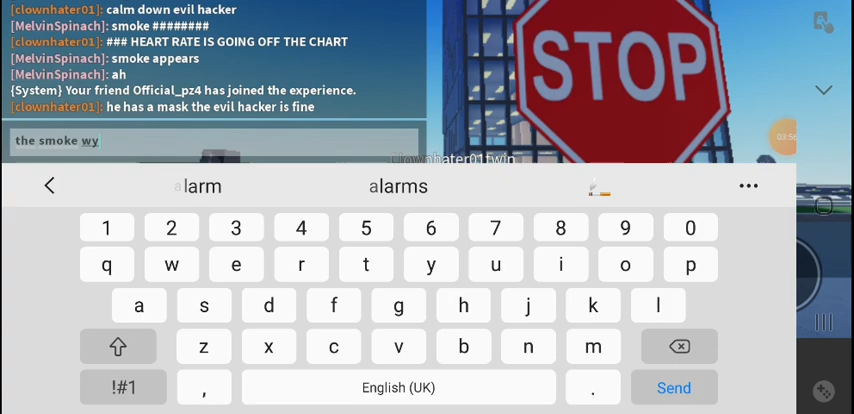 [clownhater01]: calm down evil hacker
[MelvinSpinach]: smoke ########
[clownhater01]: ### HEART RATE IS GOING OFF THE CHART
[MelvinSpinach]: smoke appears
[MelvinSpinach]: ah
{System} Your friend Official_pz4 has joined the experience.
[clownhater01]: he has a mask the evil hacker is fine
the smoke wy
STOP
03:56
clownhater01twin
alarm alarms
1 2 3 4 5 6 7 8 9 0
q w e r t y u i o p
a s d f g h j k l
z x c v b n m
!#1 , English (UK) . Send